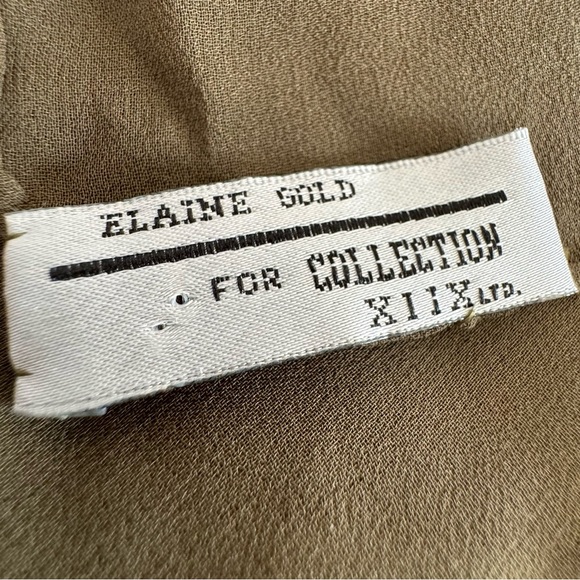 ELAINE GOLD
FOR COLLECTION
XIIX LTD.